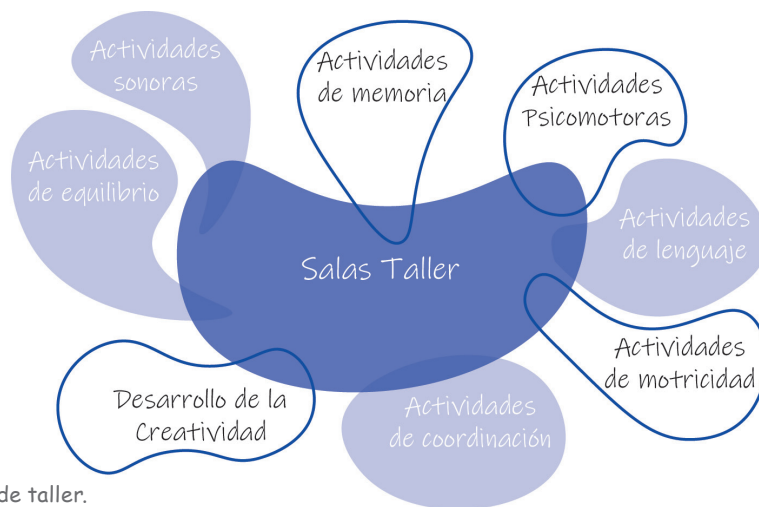 Actividades
sonoras
Actividades
de memoria
Actividades
Psicomotoras
Actividades
de equilibrio
Actividades
de lenguaje
Salas Taller
Actividades
de motricidad
Desarrollo de la
Creatividad
Actividades
de coordinación
de taller.